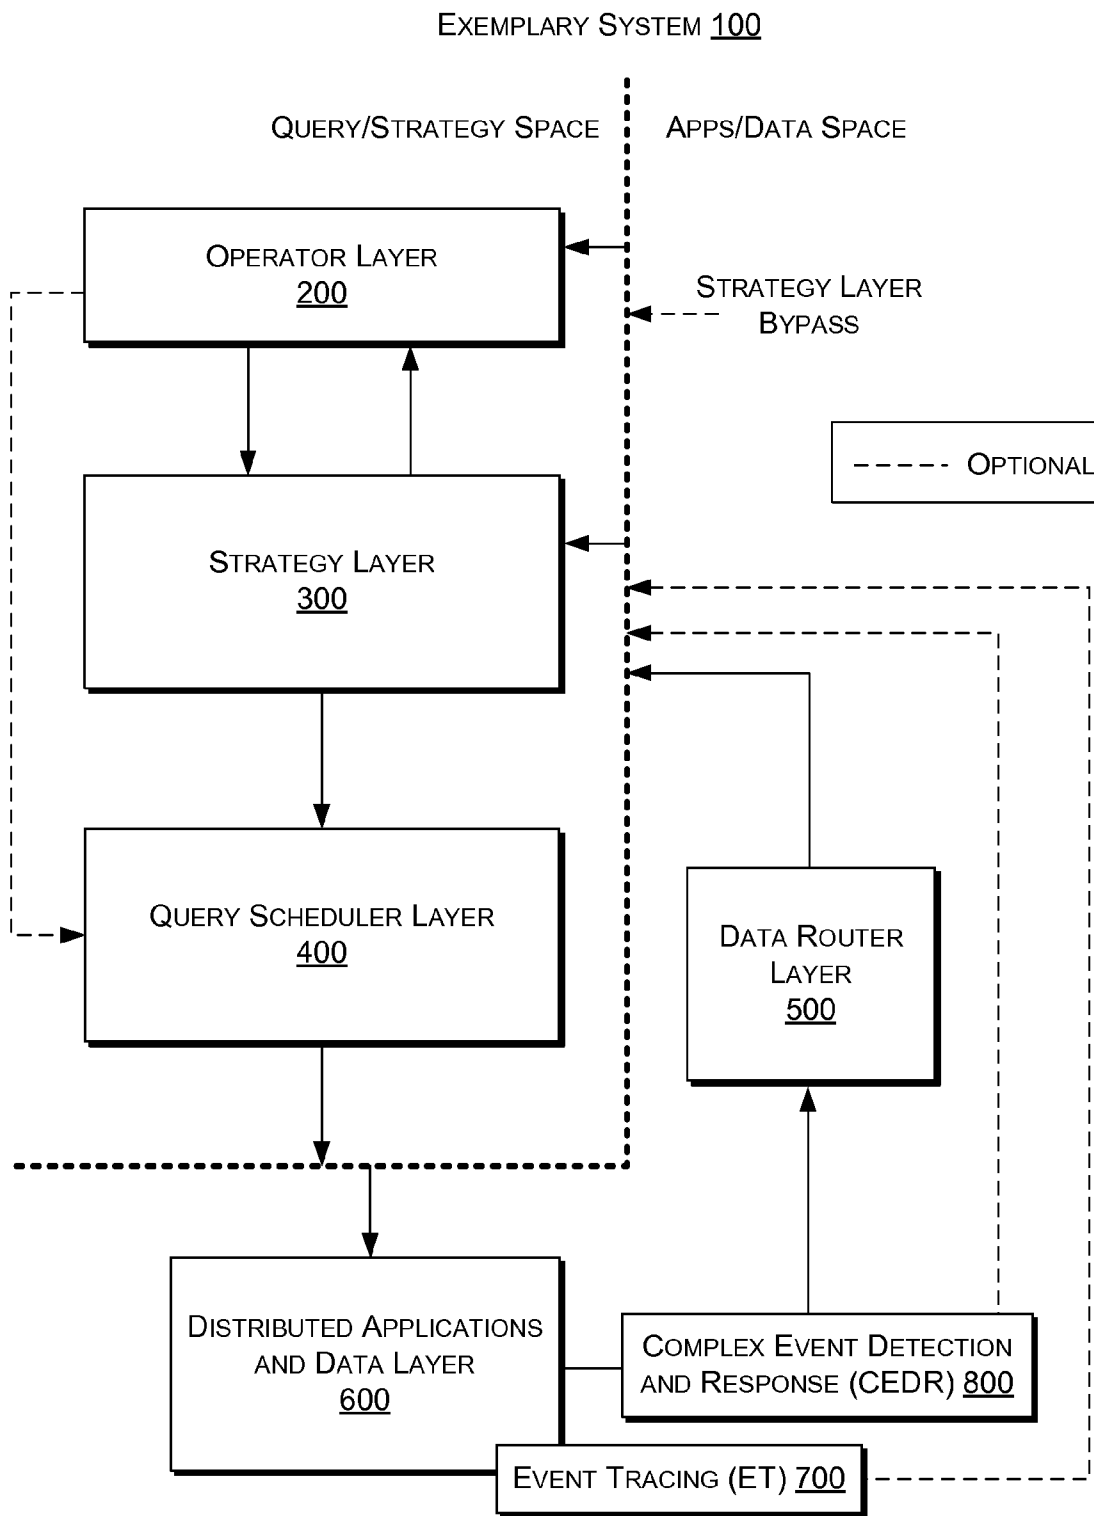 EXEMPLARY SYSTEM 100
QUERY/STRATEGY SPACE
APPS/DATA SPACE
OPERATOR LAYER
200
STRATEGY LAYER
BYPASS
OPTIONAL
STRATEGY LAYER
300
QUERY SCHEDULER LAYER
400
DATA ROUTER
LAYER
500
DISTRIBUTED APPLICATIONS
AND DATA LAYER
600
COMPLEX EVENT DETECTION
AND RESPONSE (CEDR) 800
EVENT TRACING (ET) 700